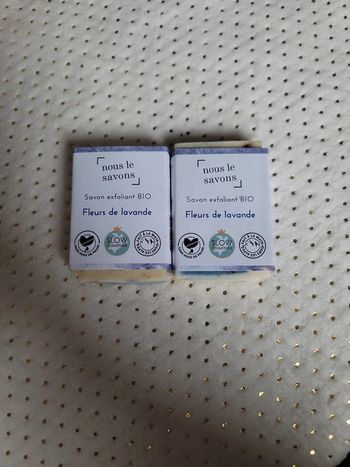 nous le
savons
Savon exfoliant BIO
Fleurs de lavande
SLOW
nous le
savons
Savon exfoliant BIO
Fleurs de lavande
SLOW